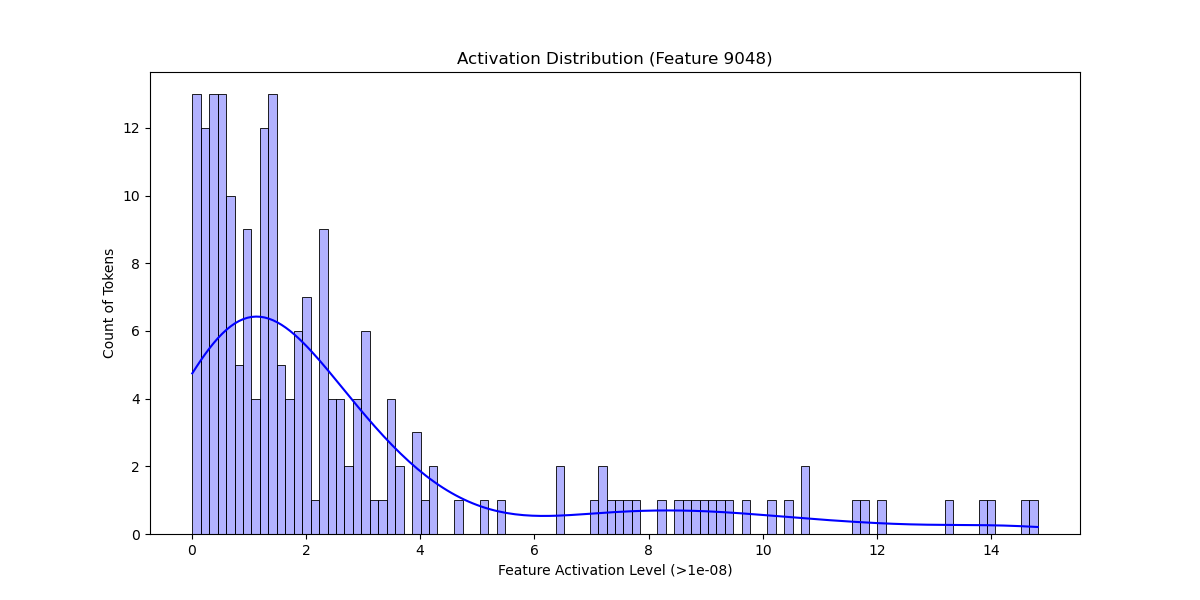 Activation Distribution (Feature 9048)
12
10
8
6
4
2
0
Count of Tokens
0 2 4 6 8 10 12 14
Feature Activation Level (>1e-08)